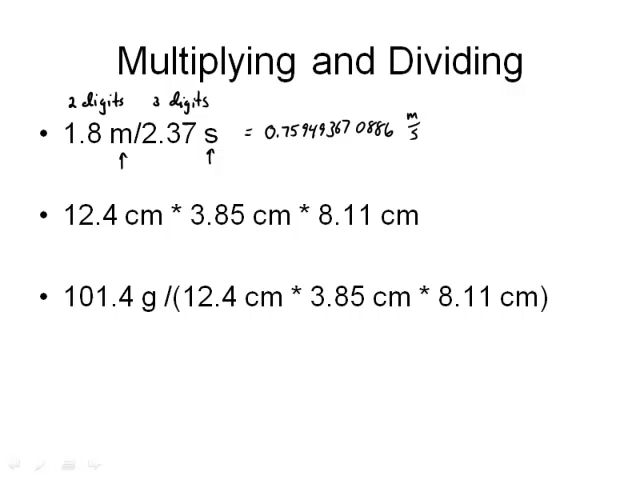 Multiplying and Dividing
2 digits 3 digits
• 1.8 m/2.37 s = 0.759493670886 m/s
• 12.4 cm * 3.85 cm * 8.11 cm
• 101.4 g /(12.4 cm * 3.85 cm * 8.11 cm)